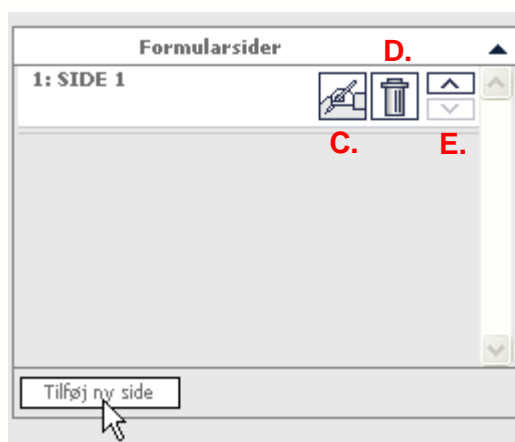 Formularsider
D.
1: SIDE 1
C.
E.
Tilføj ny side